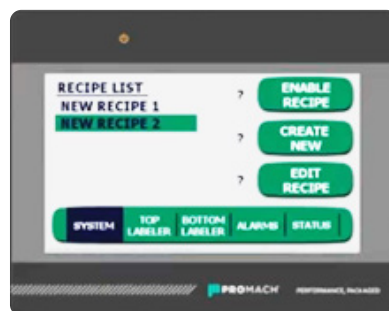 RECIPE LIST
NEW RECIPE 1
NEW RECIPE 2
? ENABLE
RECIPE
? CREATE
NEW
? EDIT
RECIPE
SYSTEM
TOP
LABELER
BOTTOM
LABELER
ALARMS
STATUS
PROMACH
PERFORMANCE, PACKAGED